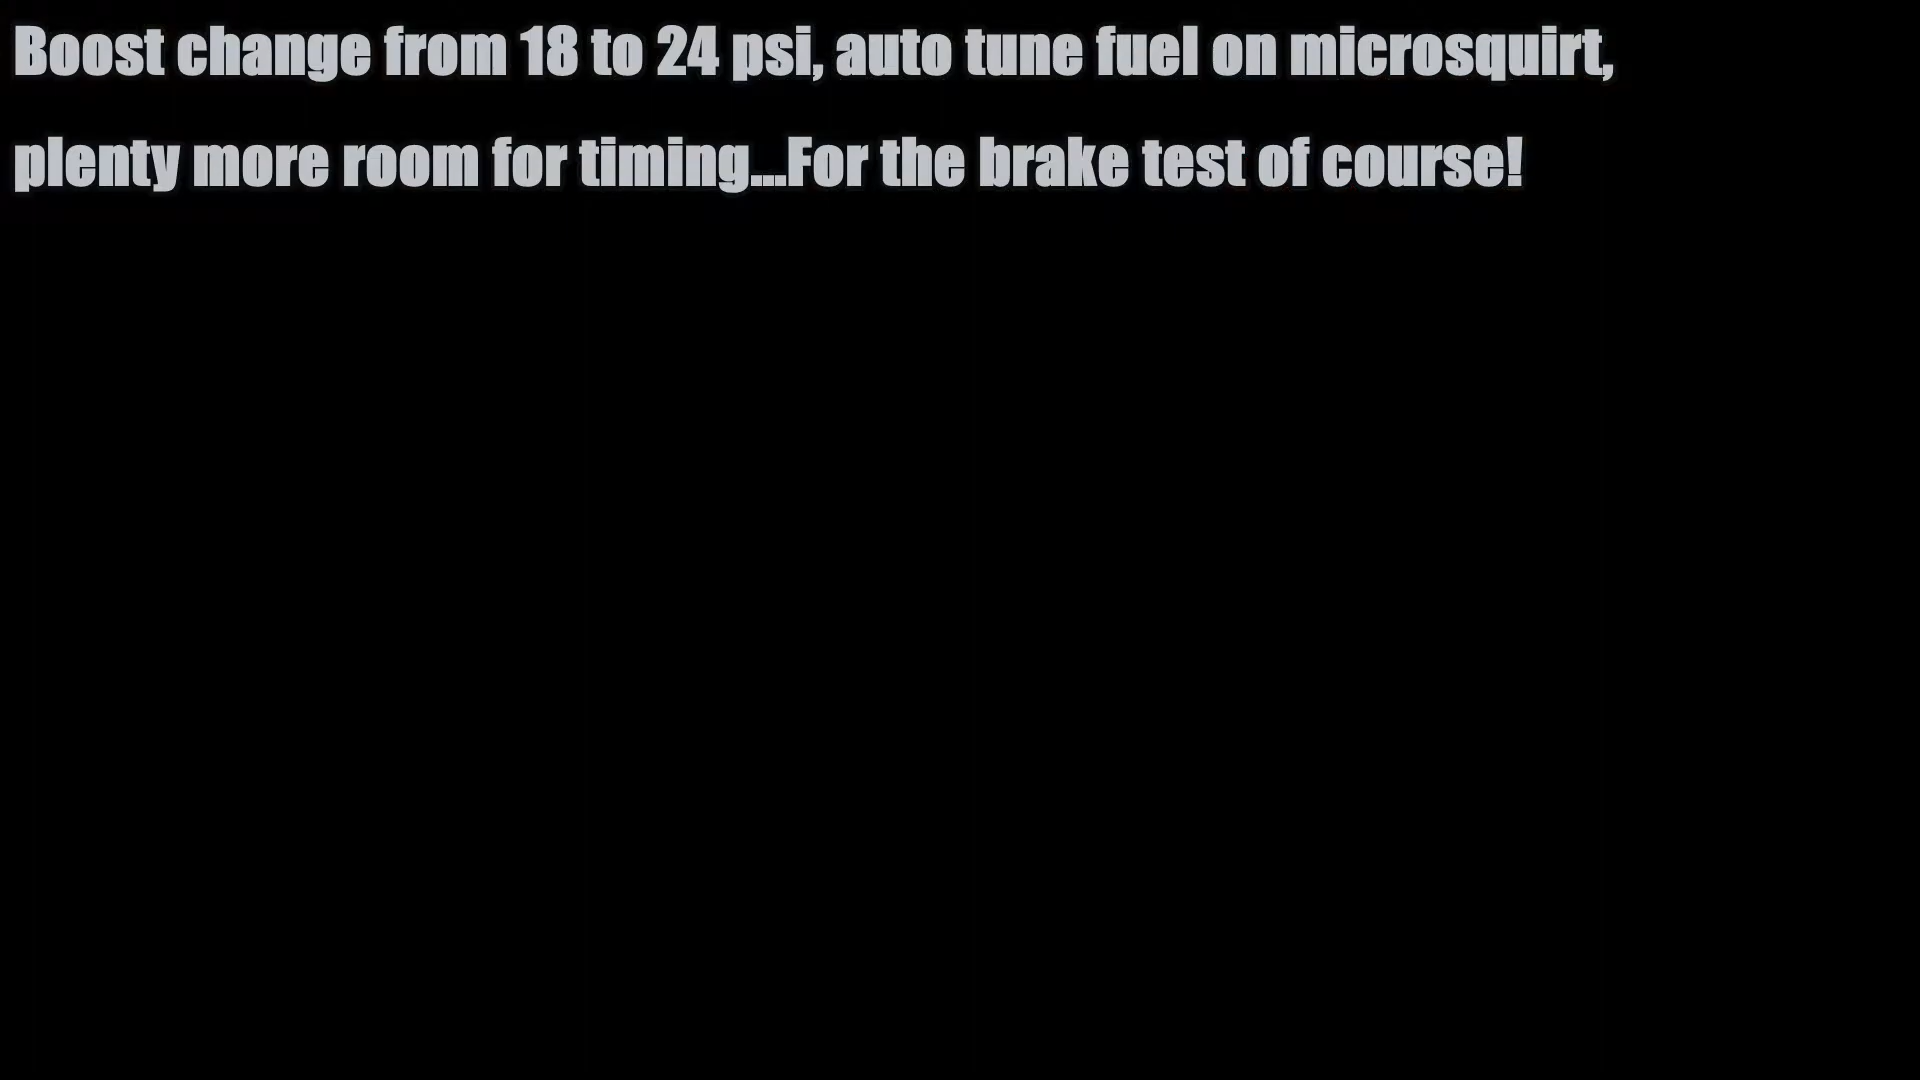 Boost change from 18 to 24 psi, auto tune fuel on microsquirt,
plenty more room for timing...For the brake test of course!